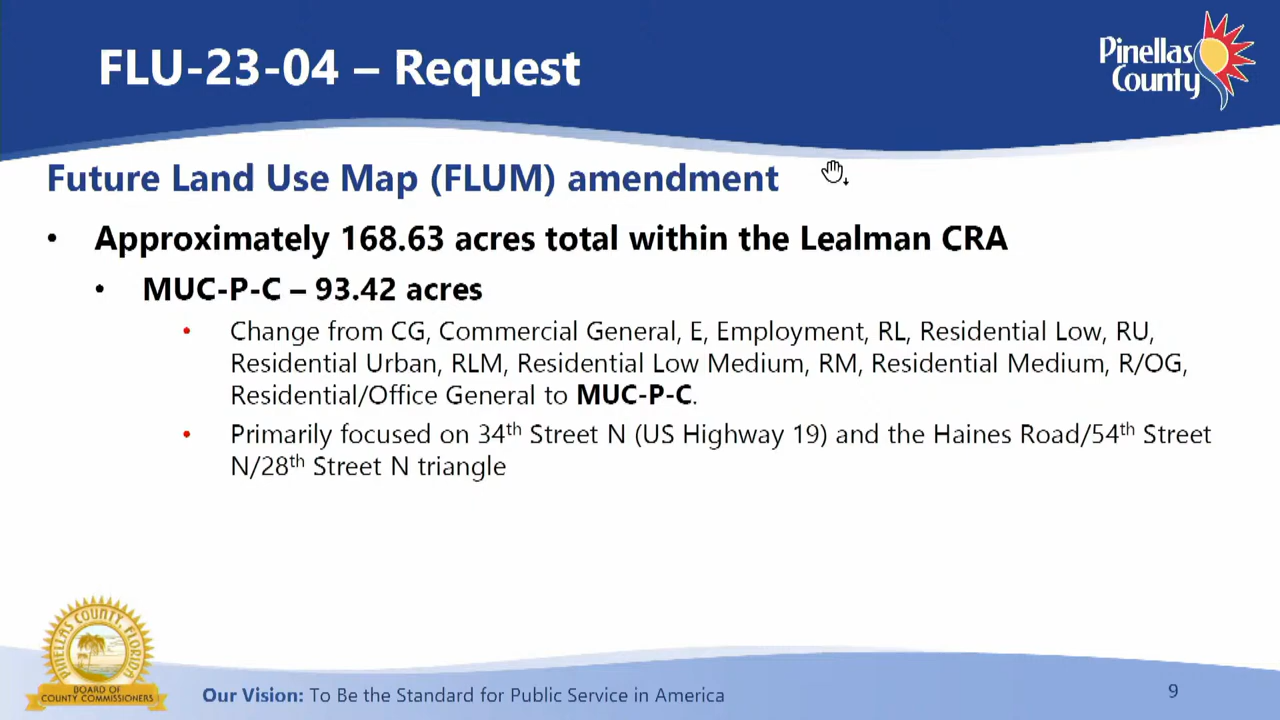 FLU-23-04 – Request
Pinellas
County
Future Land Use Map (FLUM) amendment
• Approximately 168.63 acres total within the Lealman CRA
• MUC-P-C – 93.42 acres
• Change from CG, Commercial General, E, Employment, RL, Residential Low, RU,
Residential Urban, RLM, Residential Low Medium, RM, Residential Medium, R/OG,
Residential/Office General to MUC-P-C.
• Primarily focused on 34th Street N (US Highway 19) and the Haines Road/54th Street
N/28th Street N triangle
PINELLAS COUNTY, FLORIDA
BOARD OF
COUNTY COMMISSIONERS
Our Vision: To Be the Standard for Public Service in America
9